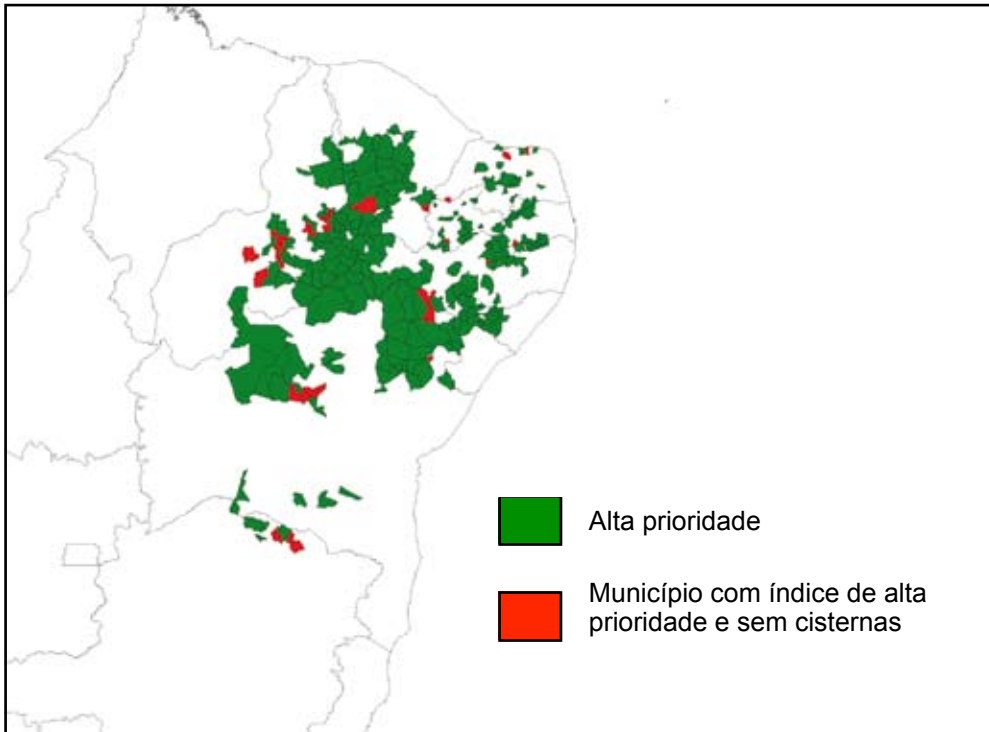 Alta prioridade
Município com índice de alta
prioridade e sem cisternas